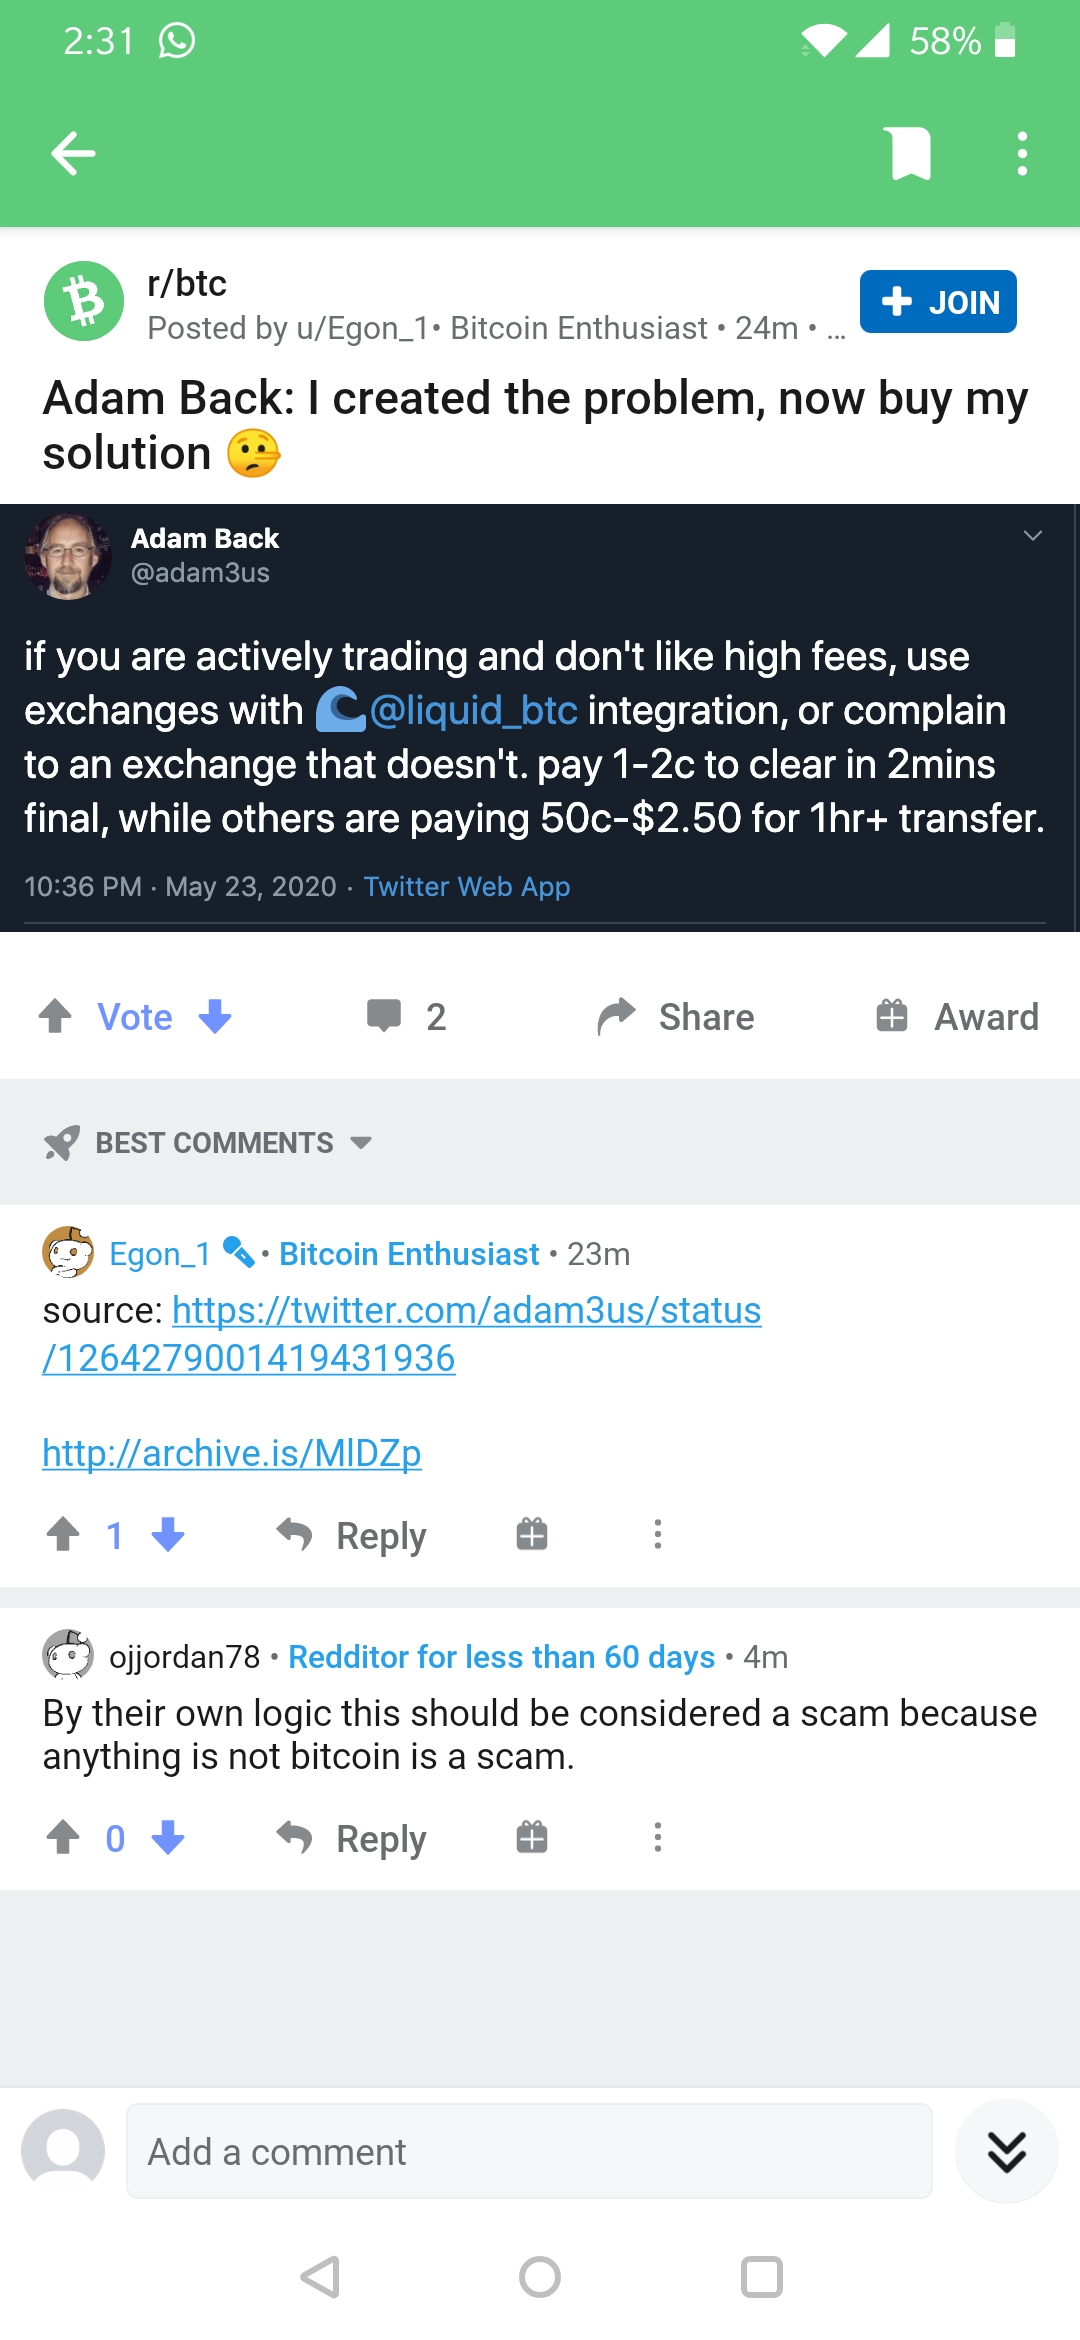 2:31 58%
r/btc
Posted by u/Egon_1• Bitcoin Enthusiast • 24m • ...
+ JOIN
Adam Back: I created the problem, now buy my
solution 🤥
Adam Back
@adam3us
if you are actively trading and don't like high fees, use
exchanges with 🌊@liquid_btc integration, or complain
to an exchange that doesn't. pay 1-2c to clear in 2mins
final, while others are paying 50c-$2.50 for 1hr+ transfer.
10:36 PM · May 23, 2020 · Twitter Web App
Vote 2 Share Award
BEST COMMENTS
Egon_1 🎤 • Bitcoin Enthusiast • 23m
source: https://twitter.com/adam3us/status
/1264279001419431936
http://archive.is/MlDZp
1 Reply
ojjordan78 • Redditor for less than 60 days • 4m
By their own logic this should be considered a scam because
anything is not bitcoin is a scam.
0 Reply
Add a comment